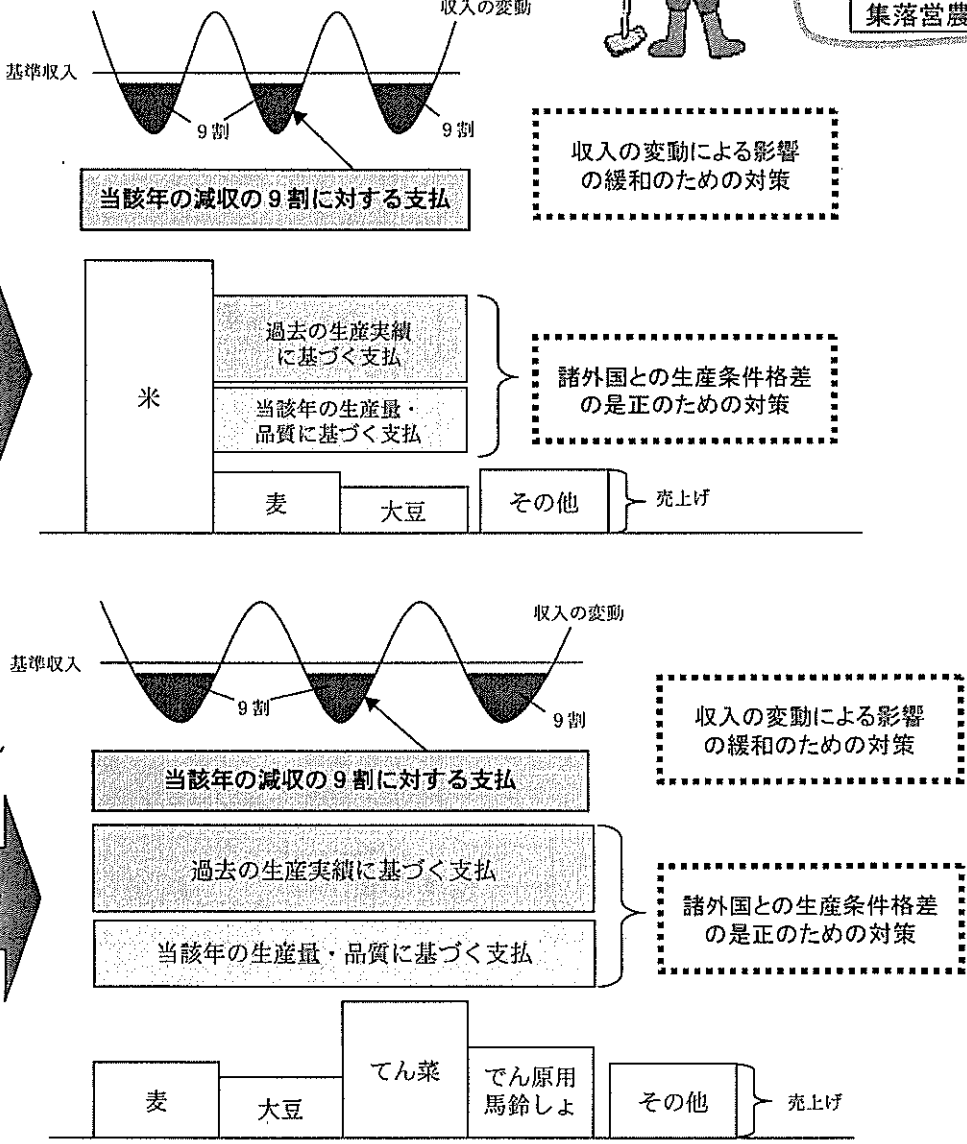 収入の変動
集落営農
基準収入
9割
9割
当該年の減収の9割に対する支払
収入の変動による影響
の緩和のための対策
米
過去の生産実績
に基づく支払
当該年の生産量・
品質に基づく支払
諸外国との生産条件格差
の是正のための対策
麦
大豆
その他
売上げ
収入の変動
基準収入
9割
9割
当該年の減収の9割に対する支払
収入の変動による影響
の緩和のための対策
過去の生産実績に基づく支払
当該年の生産量・品質に基づく支払
諸外国との生産条件格差
の是正のための対策
麦
大豆
てん菜
でん原用
馬鈴しょ
その他
売上げ